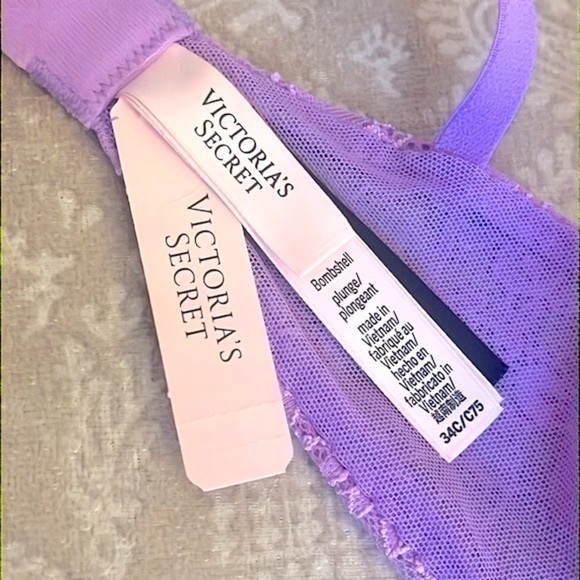 VICTORIA'S
SECRET
VICTORIA'S
SECRET
Bombshell
plunge/
plongeant
made in
Vietnam/
fabriqué au
Vietnam/
hecho en
Vietnam/
fabbricato in
Vietnam/
越南制造
34C/C75